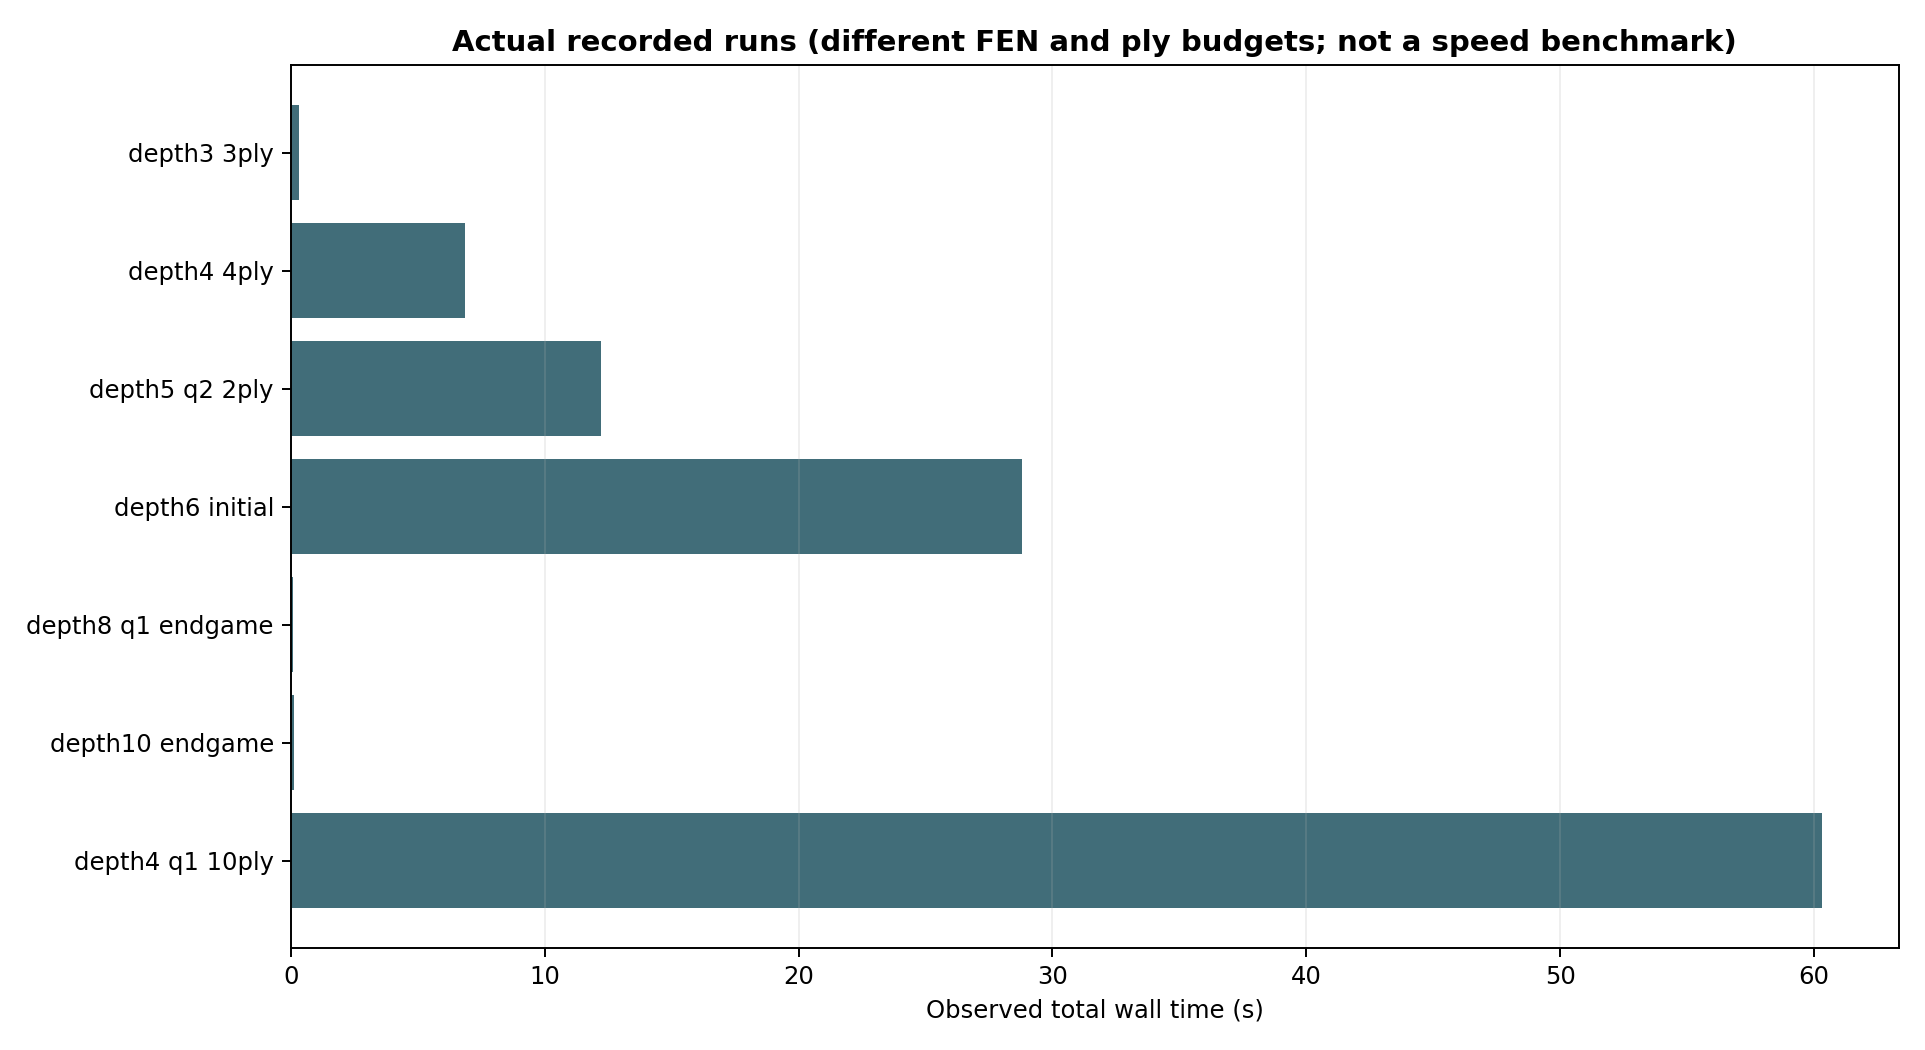 Actual recorded runs (different FEN and ply budgets; not a speed benchmark)
depth3 3ply
depth4 4ply
depth5 q2 2ply
depth6 initial
depth8 q1 endgame
depth10 endgame
depth4 q1 10ply
0 10 20 30 40 50 60
Observed total wall time (s)